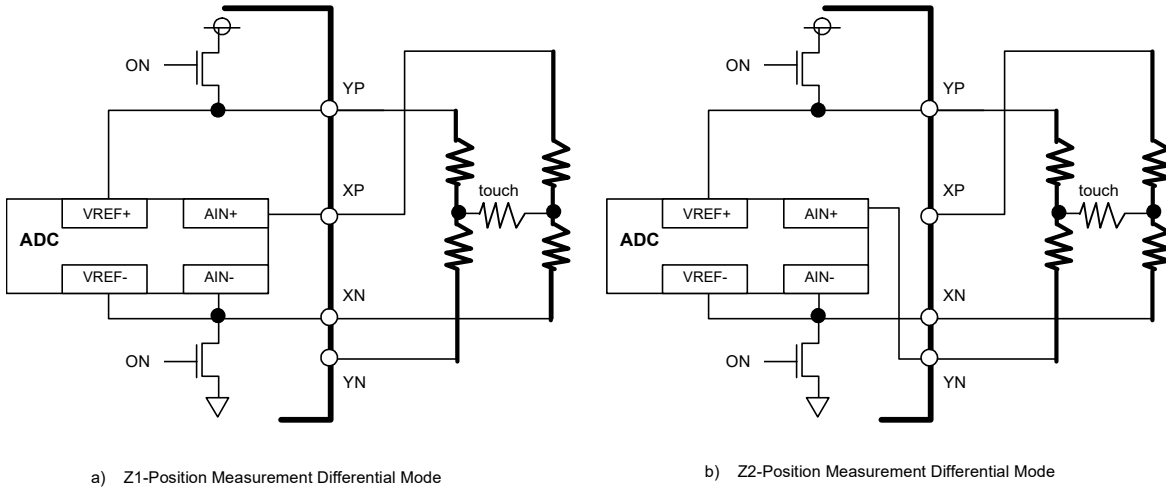 ON
YP
XP
touch
VREF+
AIN+
ADC
VREF-
AIN-
XN
ON
YN
a) Z1-Position Measurement Differential Mode
ON
YP
XP
touch
VREF+
AIN+
ADC
VREF-
AIN-
XN
ON
YN
b) Z2-Position Measurement Differential Mode